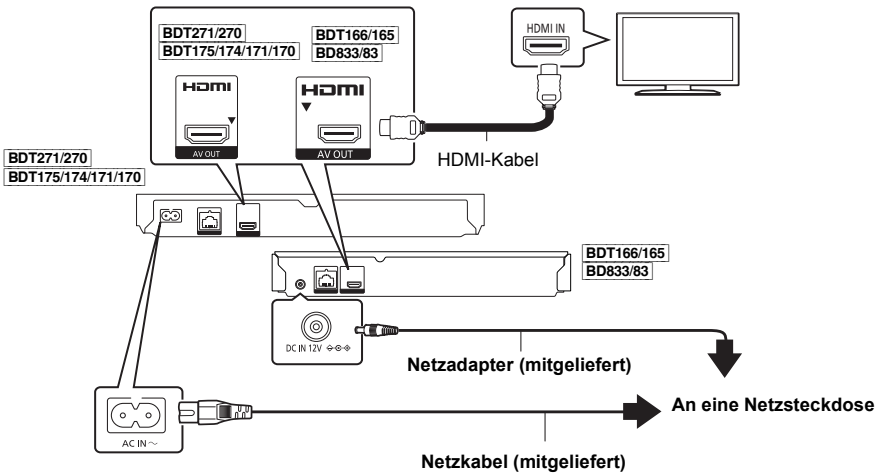 BDT271/270
BDT175/174/171/170
BDT166/165
BD833/83
HDMI
AV OUT
HDMI
AV OUT
HDMI IN
HDMI-Kabel
BDT271/270
BDT175/174/171/170
BDT166/165
BD833/83
DC IN 12V
Netzadapter (mitgeliefert)
An eine Netzsteckdose
AC IN ~
Netzkabel (mitgeliefert)